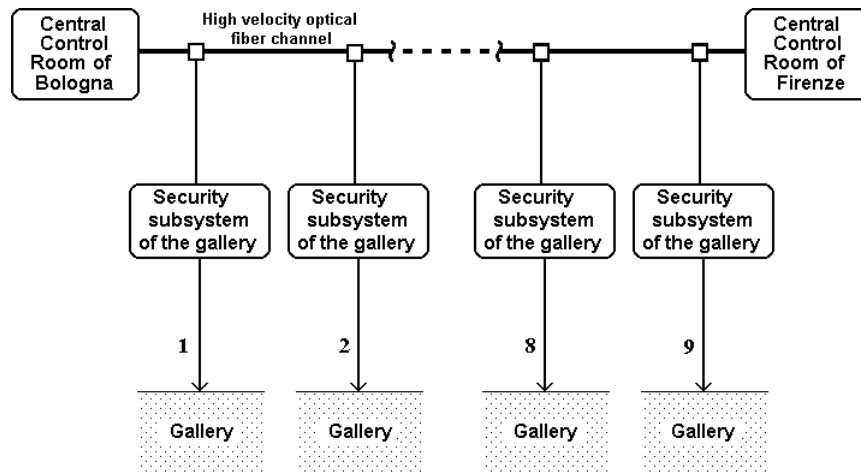 Central
Control
Room of
Bologna
High velocity optical
fiber channel
Central
Control
Room of
Firenze
Security
subsystem
of the gallery
Security
subsystem
of the gallery
Security
subsystem
of the gallery
Security
subsystem
of the gallery
1
2
8
9
Gallery
Gallery
Gallery
Gallery